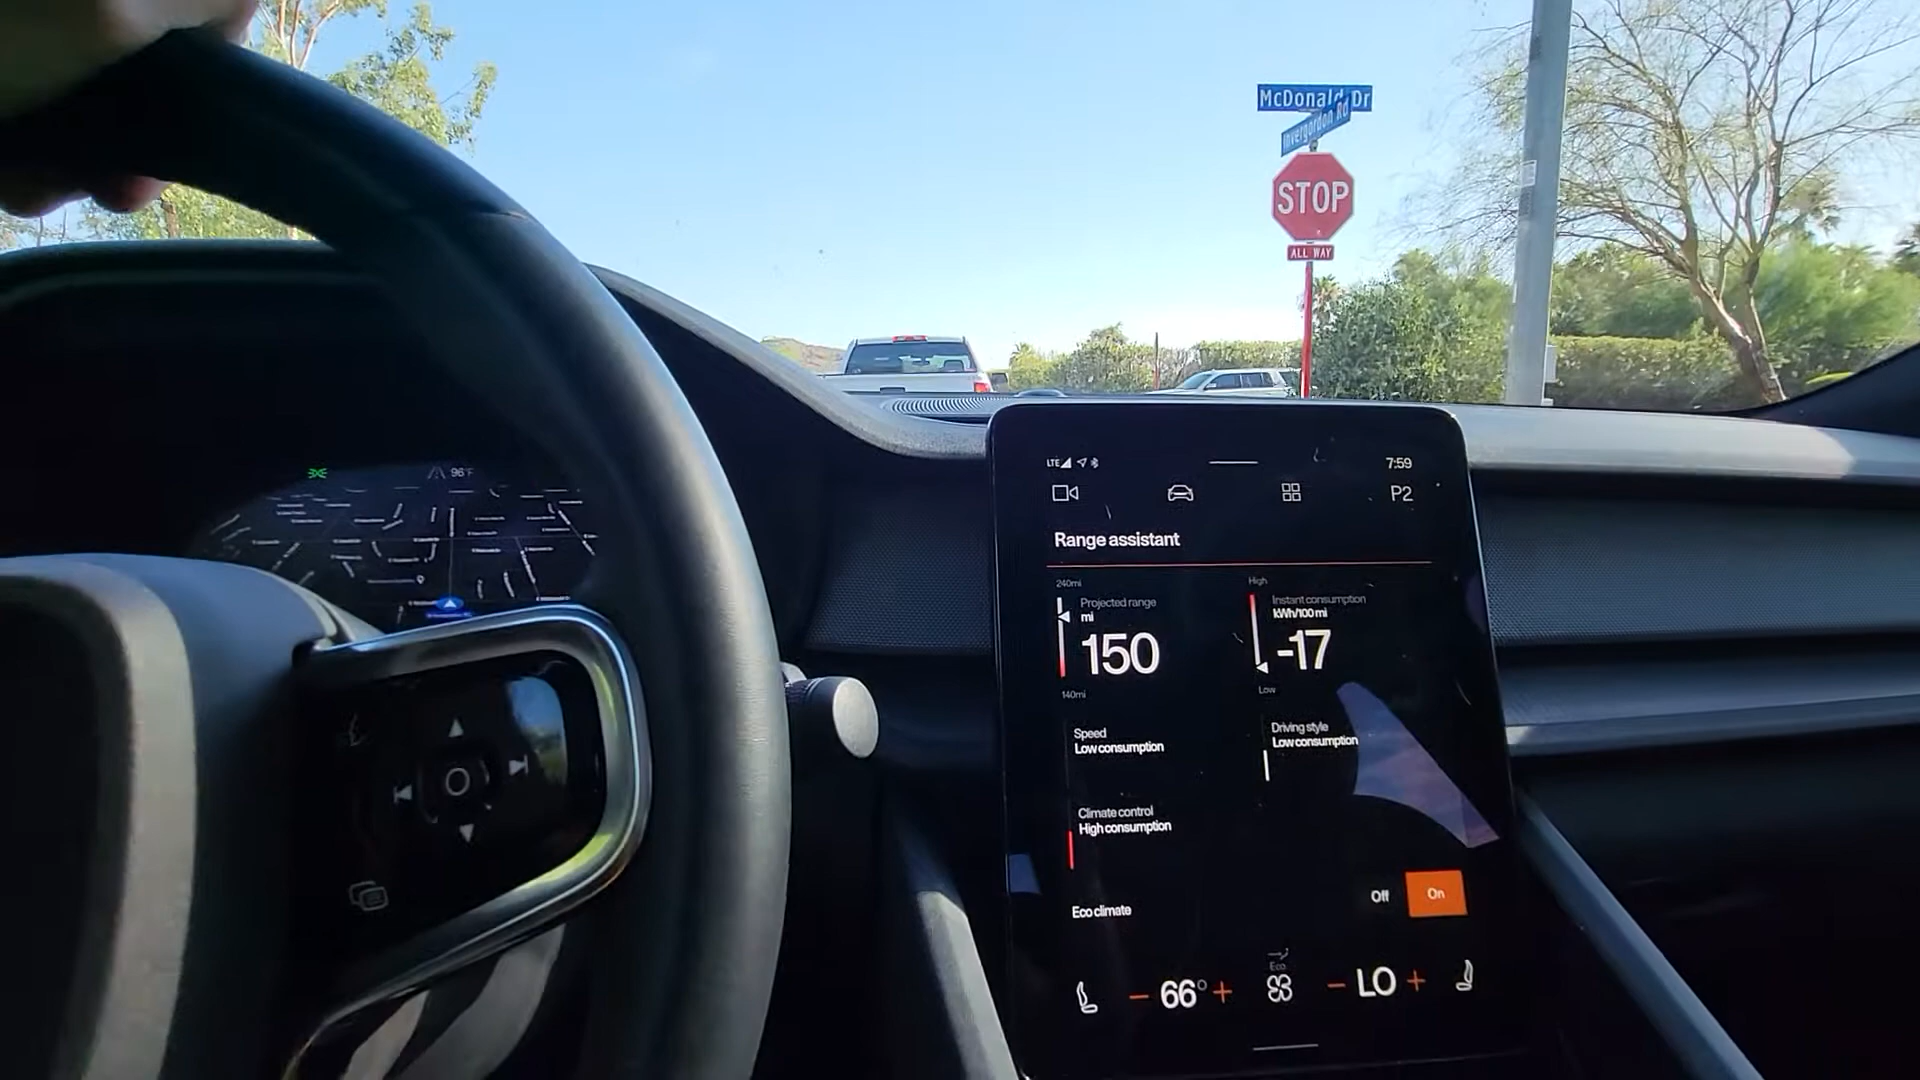 McDonald Dr
Invergordon Rd
STOP
ALL WAY
96°F
LTE
7:59
P2
Range assistant
240mi
Projected range
mi
150
140mi
High
Instant consumption
kWh/100 mi
-17
Low
Speed
Low consumption
Driving style
Low consumption
Climate control
High consumption
Eco climate
Off
On
Eco
− 66° +
− LO +